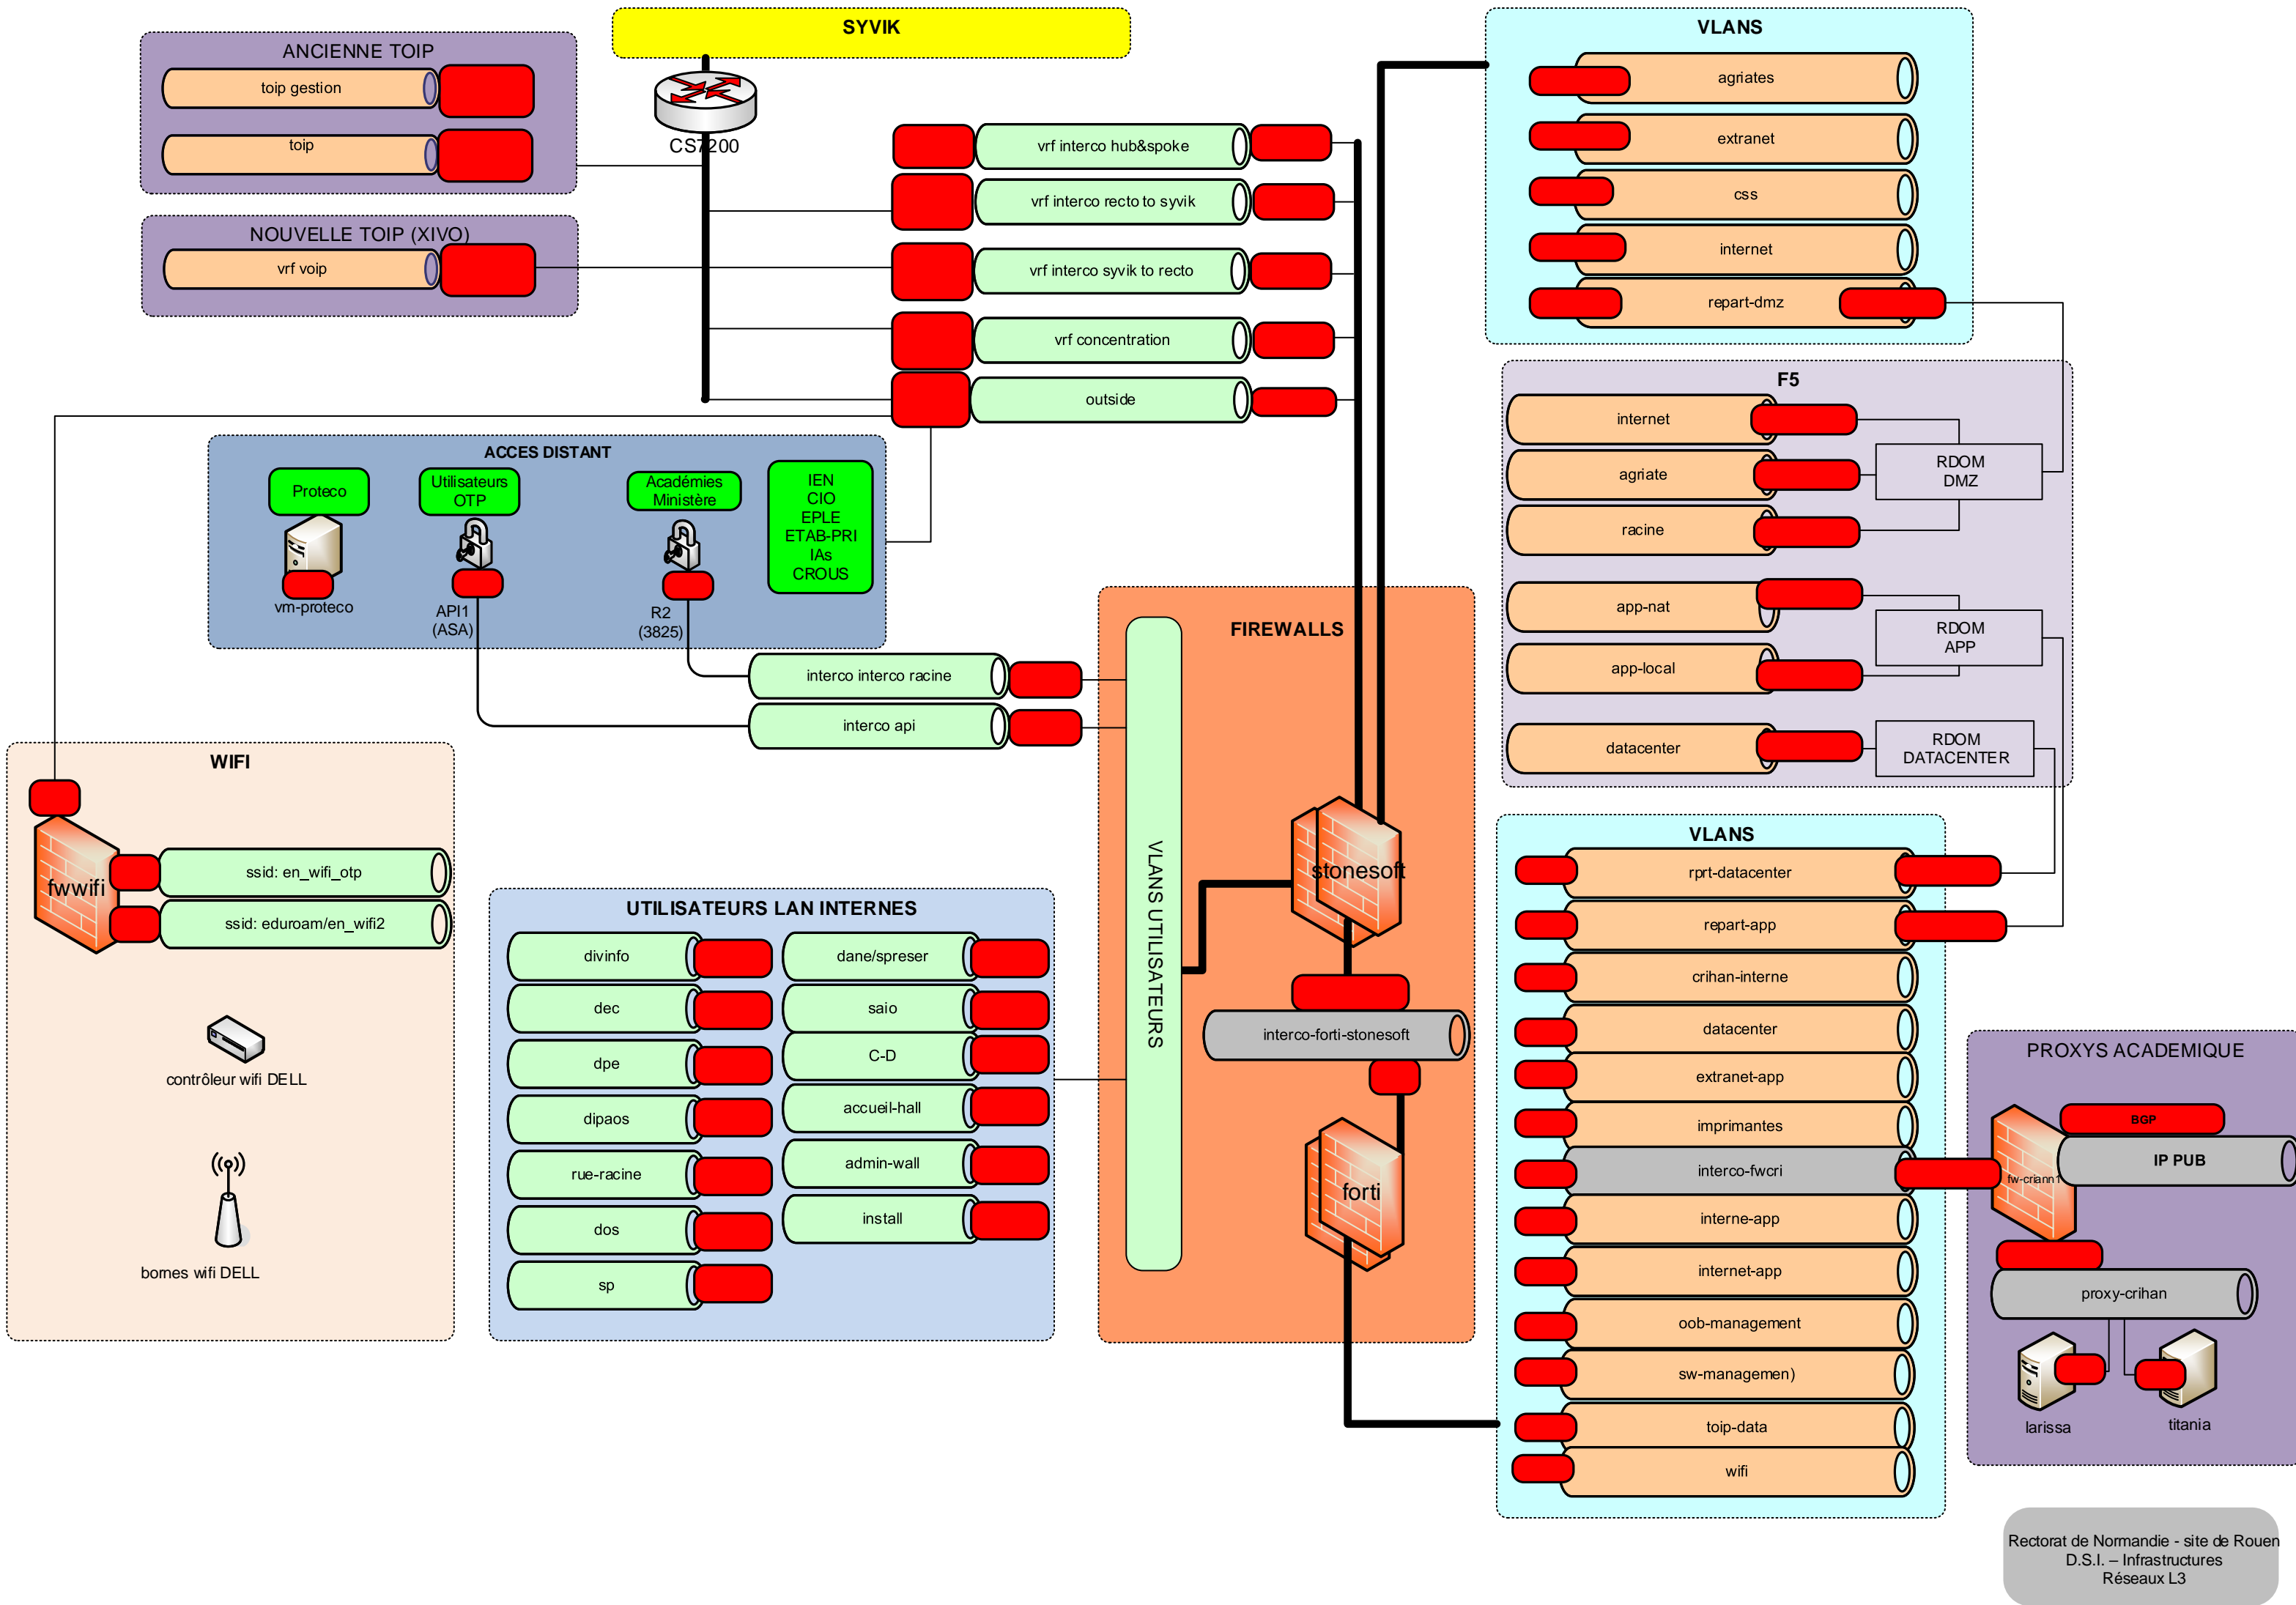 SYVIK
CS7200
ANCIENNE TOIP
toip gestion
toip
NOUVELLE TOIP (XIVO)
vrf voip
vrf interco hub&spoke
vrf interco recto to syvik
vrf interco syvik to recto
vrf concentration
outside
VLANS
agriates
extranet
css
internet
repart-dmz
F5
internet
agriate
racine
app-nat
app-local
datacenter
RDOM
DMZ
RDOM
APP
RDOM
DATACENTER
ACCES DISTANT
Proteco
vm-proteco
Utilisateurs
OTP
API1
(ASA)
Académies
Ministère
R2
(3825)
IEN
CIO
EPLE
ETAB-PRI
IAs
CROUS
interco interco racine
interco api
WIFI
fwwifi
ssid: en_wifi_otp
ssid: eduroam/en_wifi2
contrôleur wifi DELL
bornes wifi DELL
UTILISATEURS LAN INTERNES
divinfo
dec
dpe
dipaos
rue-racine
dos
sp
dane/spreser
saio
C-D
accueil-hall
admin-wall
install
FIREWALLS
VLANS UTILISATEURS
stonesoft
interco-forti-stonesoft
forti
VLANS
rprt-datacenter
repart-app
crihan-interne
datacenter
extranet-app
imprimantes
interco-fwcri
interne-app
internet-app
oob-management
sw-managemen)
toip-data
wifi
PROXYS ACADEMIQUE
BGP
IP PUB
fw-criann1
proxy-crihan
larissa
titania
Rectorat de Normandie - site de Rouen
D.S.I. – Infrastructures
Réseaux L3